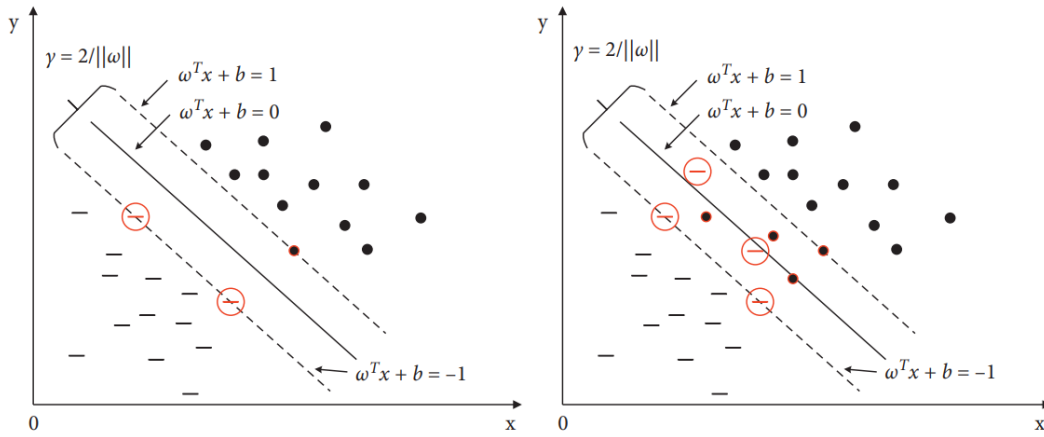 y
γ = 2/||ω||
ω^T x + b = 1
ω^T x + b = 0
ω^T x + b = –1
0
x
y
γ = 2/||ω||
ω^T x + b = 1
ω^T x + b = 0
ω^T x + b = –1
0
x